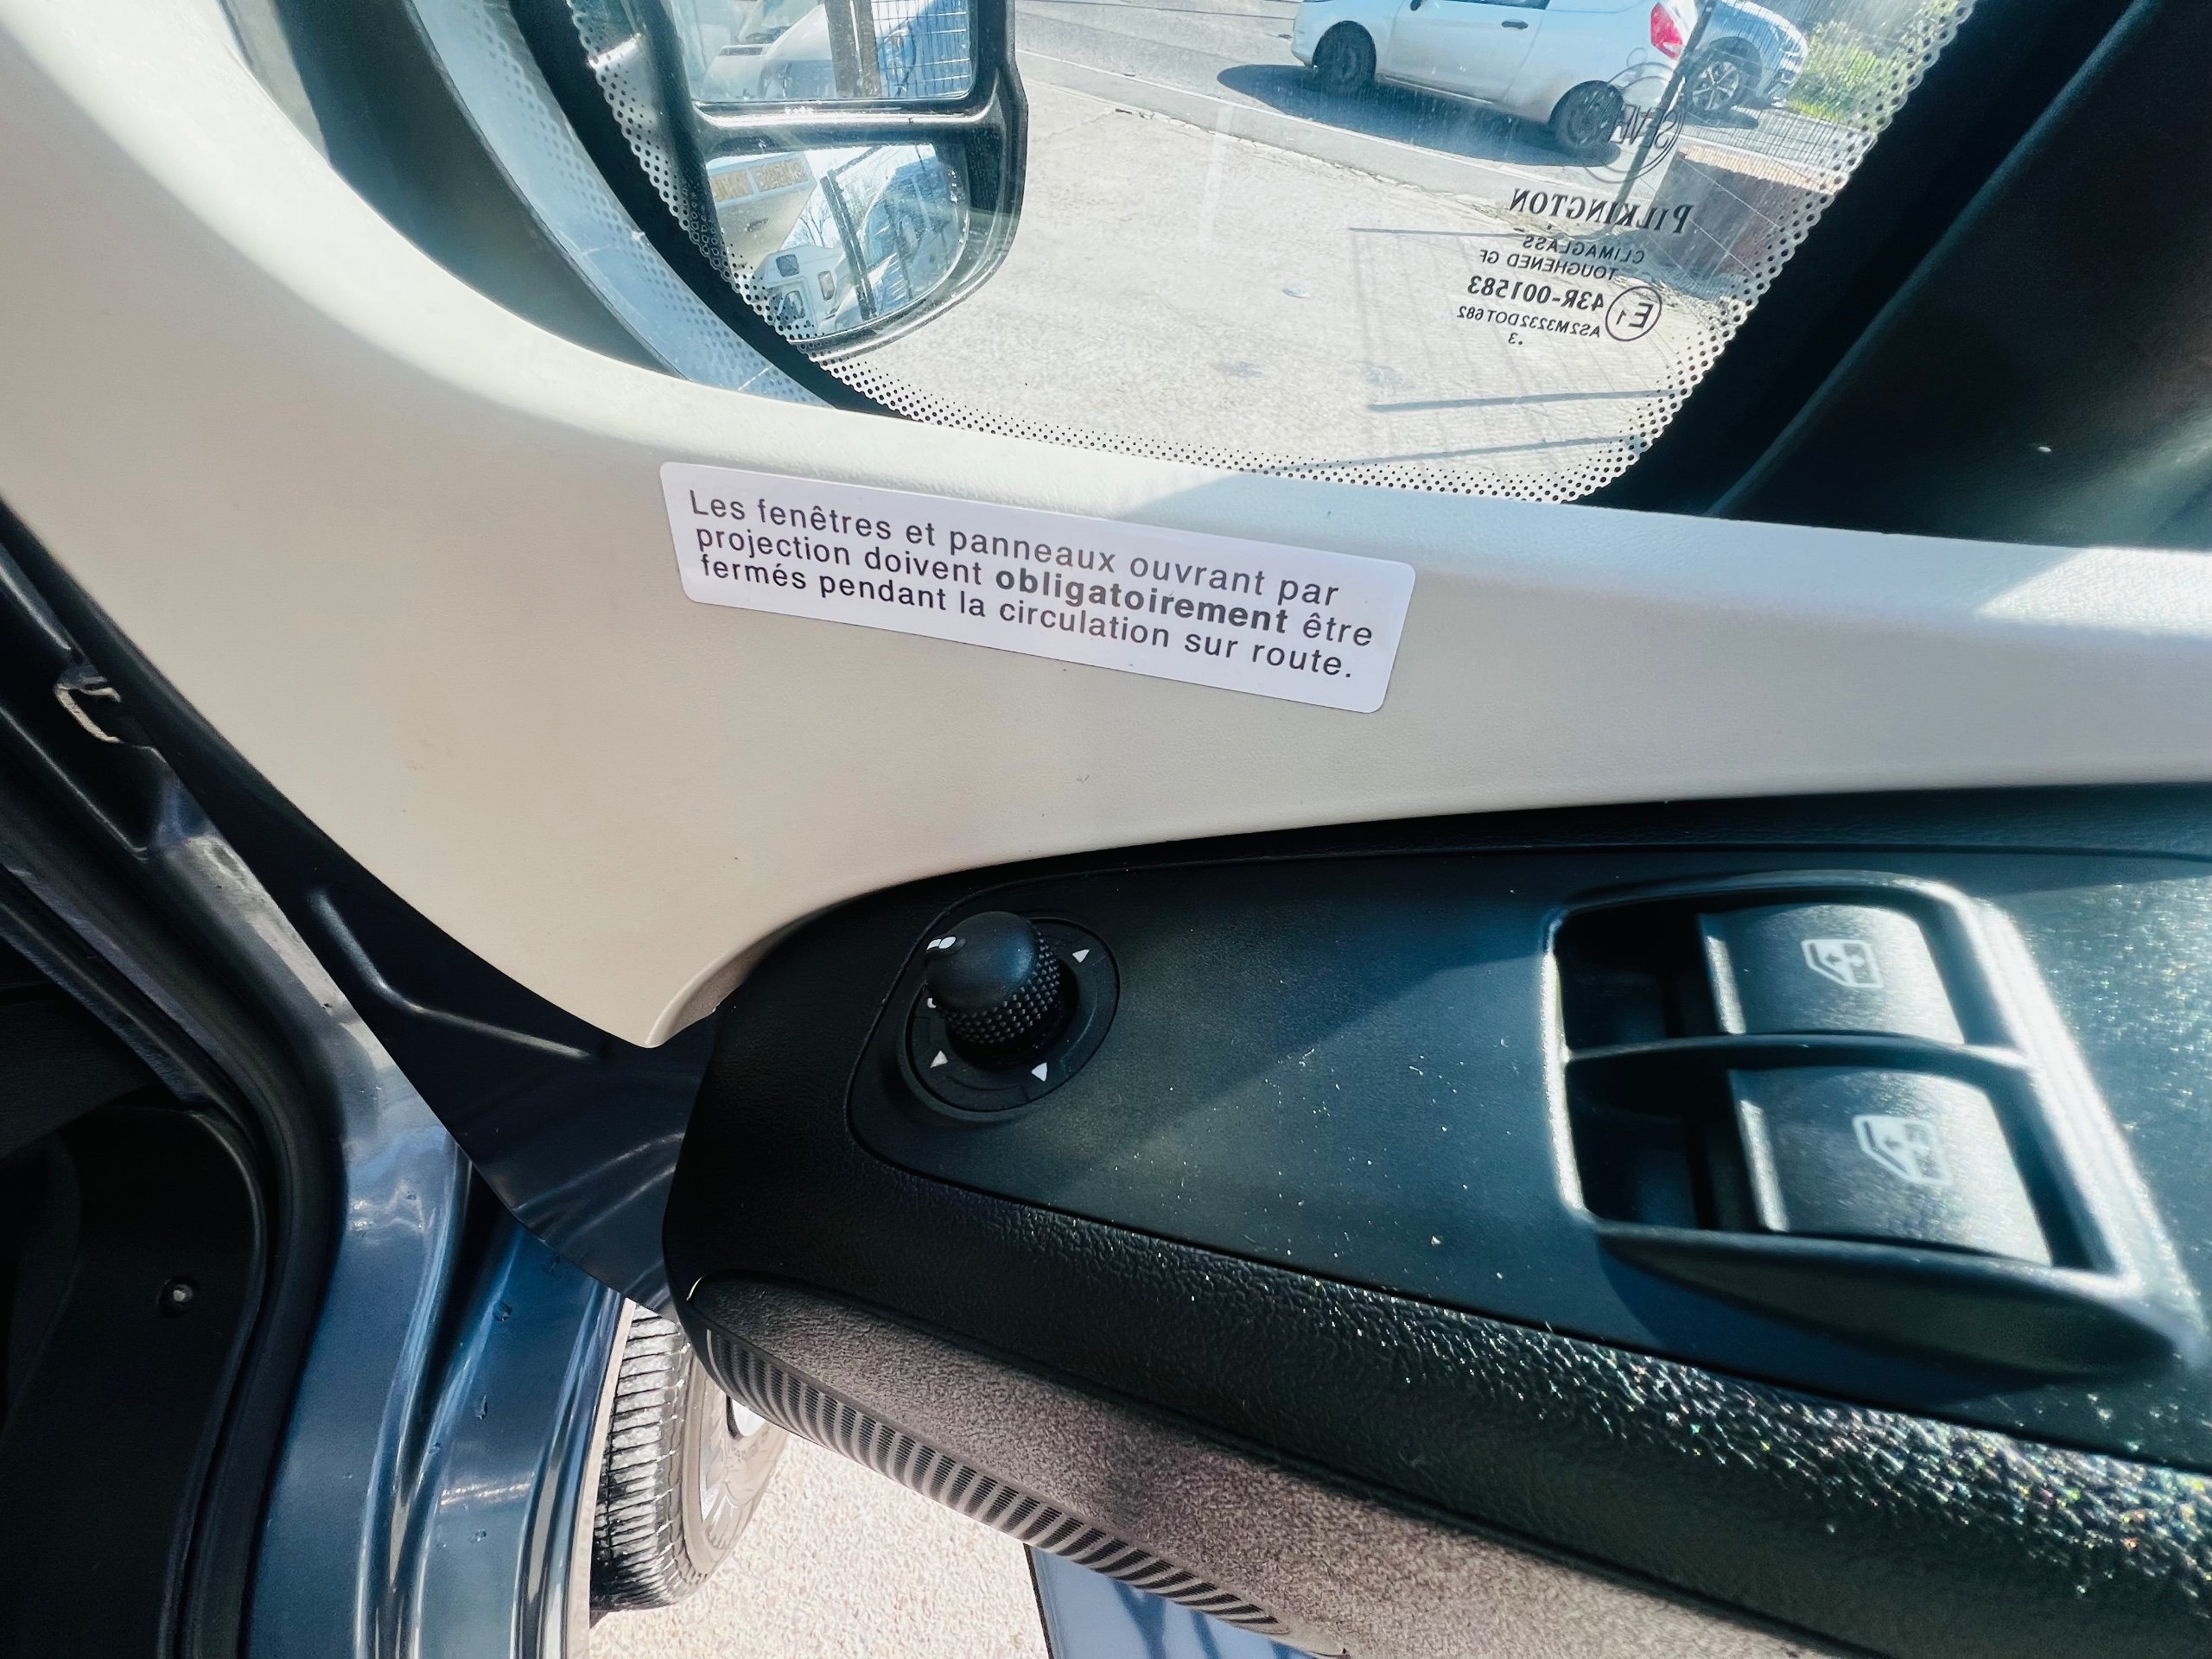 PILKINGTON
CLIMAGLASS
TOUGHENED GF
E1 43R-001583
AS2M3232DOT682
.3
Les fenêtres et panneaux ouvrant par
projection doivent obligatoirement être
fermés pendant la circulation sur route.